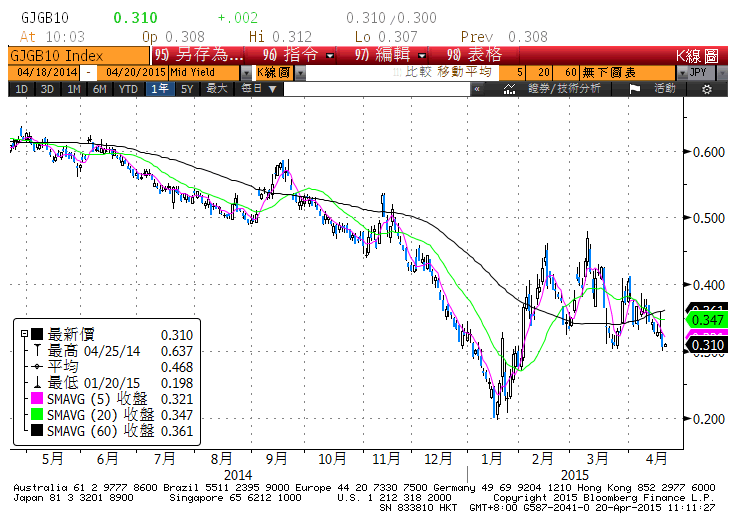 GJGB10 0.310 +.002 0.310/0.300
At 10:03 Op 0.308 Hi 0.312 Lo 0.307 Prev 0.308
GJGB10 Index 95) 另存為... 96) 指令 97) 編輯 98) 表格 K線圖
04/18/2014 - 04/20/2015 Mid Yield K線圖 比較 移動平均 5 20 60 無下圖表 JPY
1D 3D 1M 6M YTD 1年 5Y 最大 每日 ▼ « 證券/技術分析 活動
0.600
0.500
0.400
0.347
0.310
0.200
最新價 0.310
最高 04/25/14 0.637
平均 0.468
最低 01/20/15 0.198
SMAVG (5) 收盤 0.321
SMAVG (20) 收盤 0.347
SMAVG (60) 收盤 0.361
5月 6月 7月 8月 9月 10月 11月 12月 1月 2月 3月 4月
2014 2015
Australia 61 2 9777 8600 Brazil 5511 2395 9000 Europe 44 20 7330 7500 Germany 49 69 9204 1210 Hong Kong 852 2977 6000
Japan 81 3 3201 8900 Singapore 65 6212 1000 U.S. 1 212 318 2000 Copyright 2015 Bloomberg Finance L.P.
SN 833810 HKT GMT+8:00 G587-2041-0 20-Apr-2015 11:11:27